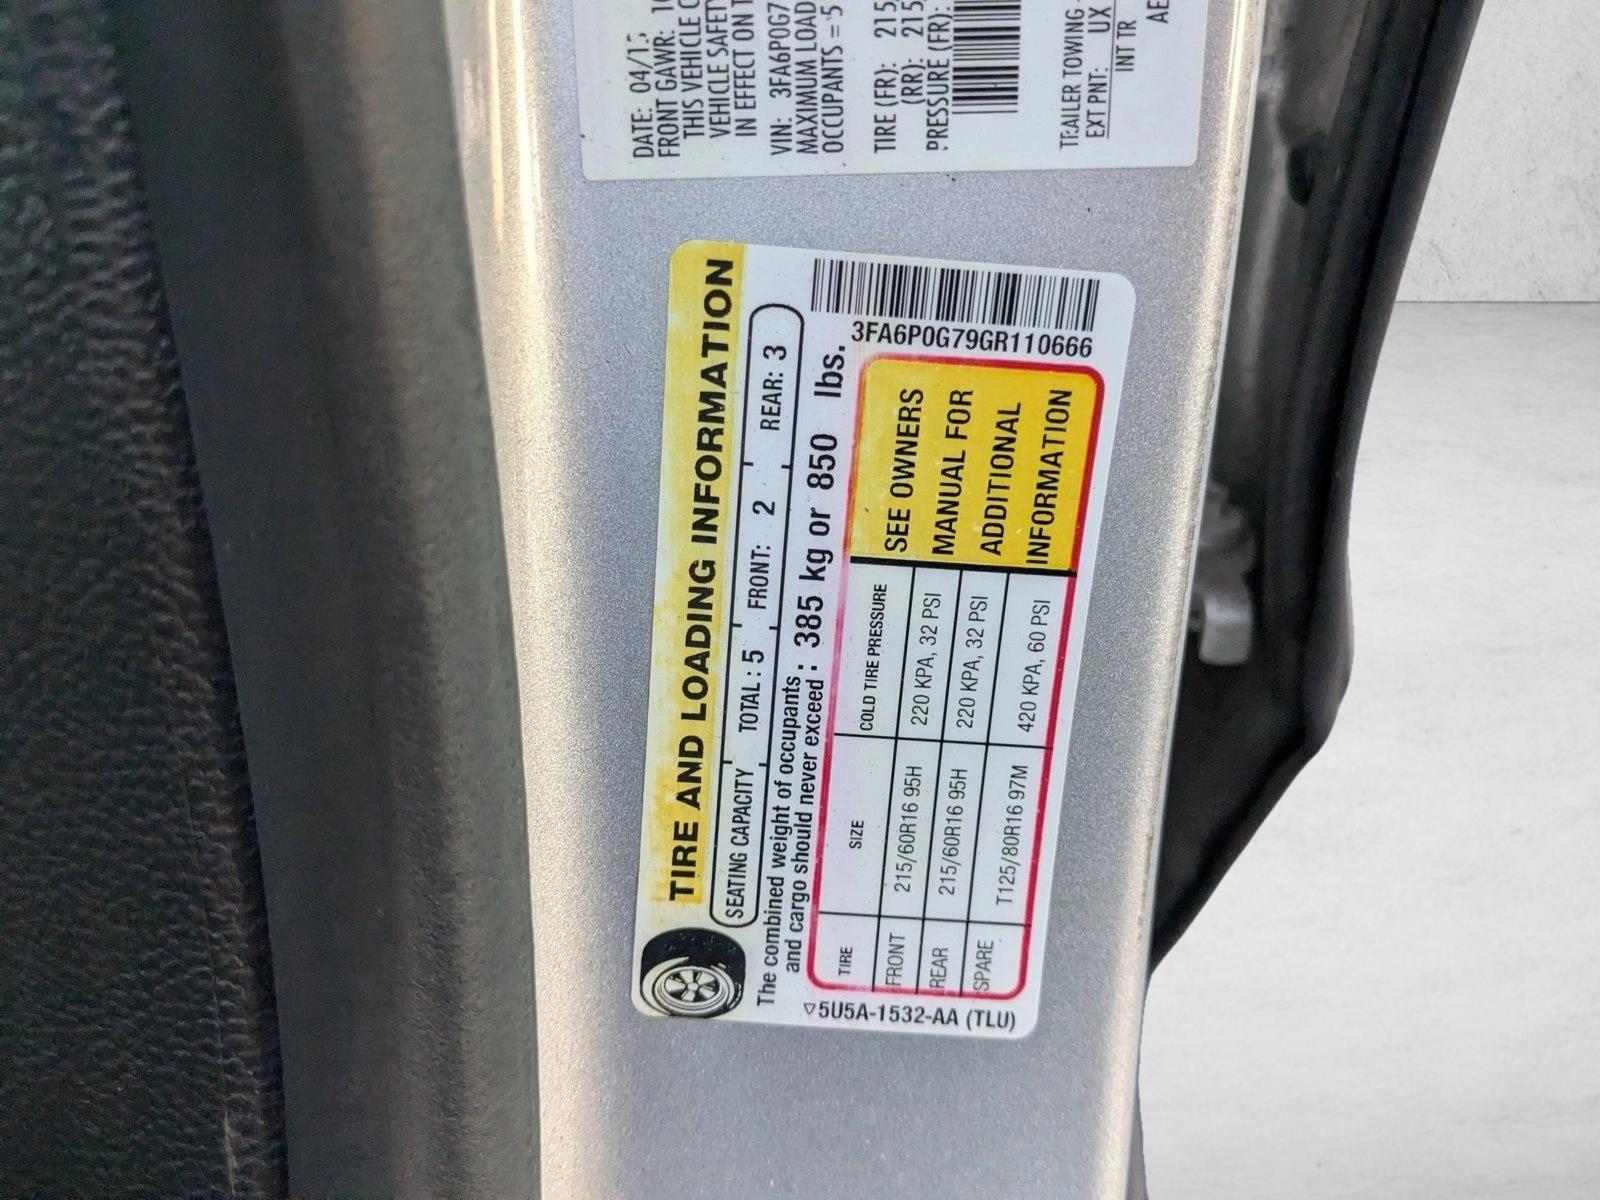 DATE: 04/15
FRONT GAWR:
THIS VEHICLE
VEHICLE SAFETY
IN EFFECT ON
VIN: 3FA6P0G7
MAXIMUM LOAD
OCCUPANTS = 5
TIRE (FR): 215
(RR): 215
PRESSURE (FR):
TRAILER TOWING -
EXT PNT: UX
INT TR
TIRE AND LOADING INFORMATION
SEATING CAPACITY TOTAL: 5 FRONT: 2 REAR: 3
The combined weight of occupants
and cargo should never exceed : 385 kg or 850 lbs.
3FA6P0G79GR110666
TIRE SIZE COLD TIRE PRESSURE
FRONT 215/60R16 95H 220 KPA, 32 PSI
REAR 215/60R16 95H 220 KPA, 32 PSI
SPARE T125/80R16 97M 420 KPA, 60 PSI
SEE OWNERS
MANUAL FOR
ADDITIONAL
INFORMATION
5U5A-1532-AA (TLU)